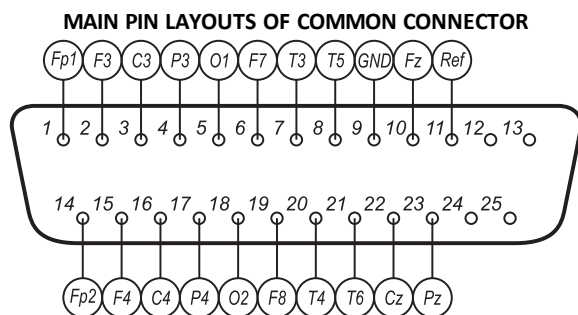 MAIN PIN LAYOUTS OF COMMON CONNECTOR
Fp1 F3 C3 P3 O1 F7 T3 T5 GND Fz Ref
1 2 3 4 5 6 7 8 9 10 11 12 13
14 15 16 17 18 19 20 21 22 23 24 25
Fp2 F4 C4 P4 O2 F8 T4 T6 Cz Pz